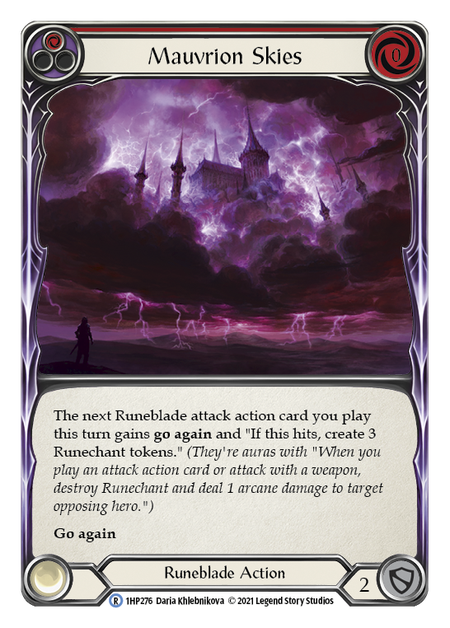 Mauvrion Skies
0
The next Runeblade attack action card you play
this turn gains go again and "If this hits, create 3
Runechant tokens." (They're auras with "When you
play an attack action card or attack with a weapon,
destroy Runechant and deal 1 arcane damage to target
opposing hero.")
Go again
Runeblade Action
2
R 1HP276 Daria Khlebnikova © 2021 Legend Story Studios